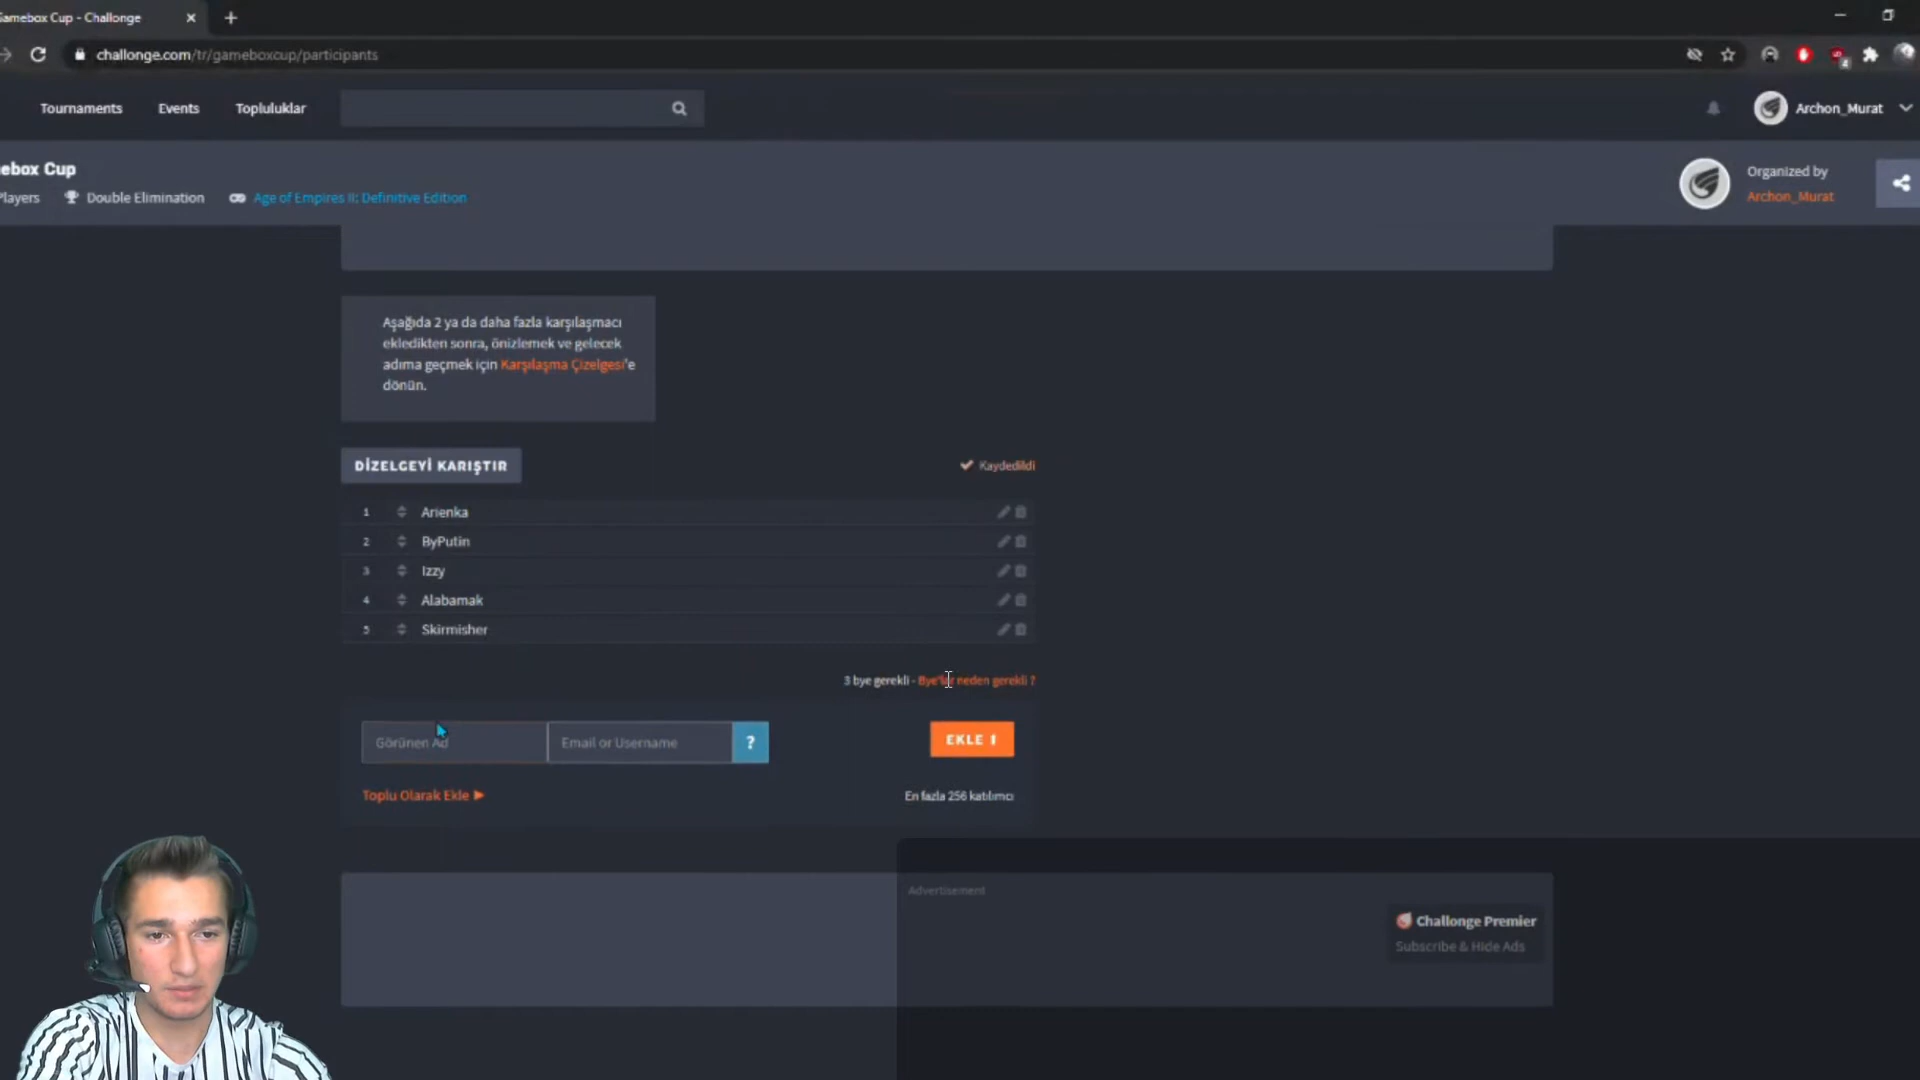 Gamebox Cup - Challonge
challonge.com/tr/gameboxcup/participants
4
Tournaments Events Topluluklar
Archon_Murat
ebox Cup
Players Double Elimination Age of Empires II: Definitive Edition
Organized by
Archon_Murat
Aşağıda 2 ya da daha fazla karşılaşmacı
ekledikten sonra, önizlemek ve gelecek
adıma geçmek için Karşılaşma Çizelgesi'e
dönün.
DİZELGEYİ KARIŞTIR
Kaydedildi
1 Arienka
2 ByPutin
3 Izzy
4 Alabamak
5 Skirmisher
3 bye gerekli - Bye'lar neden gerekli ?
Görünen Ad Email or Username ? EKLE !
Toplu Olarak Ekle
En fazla 256 katılımcı
Advertisement
Challonge Premier
Subscribe & Hide Ads